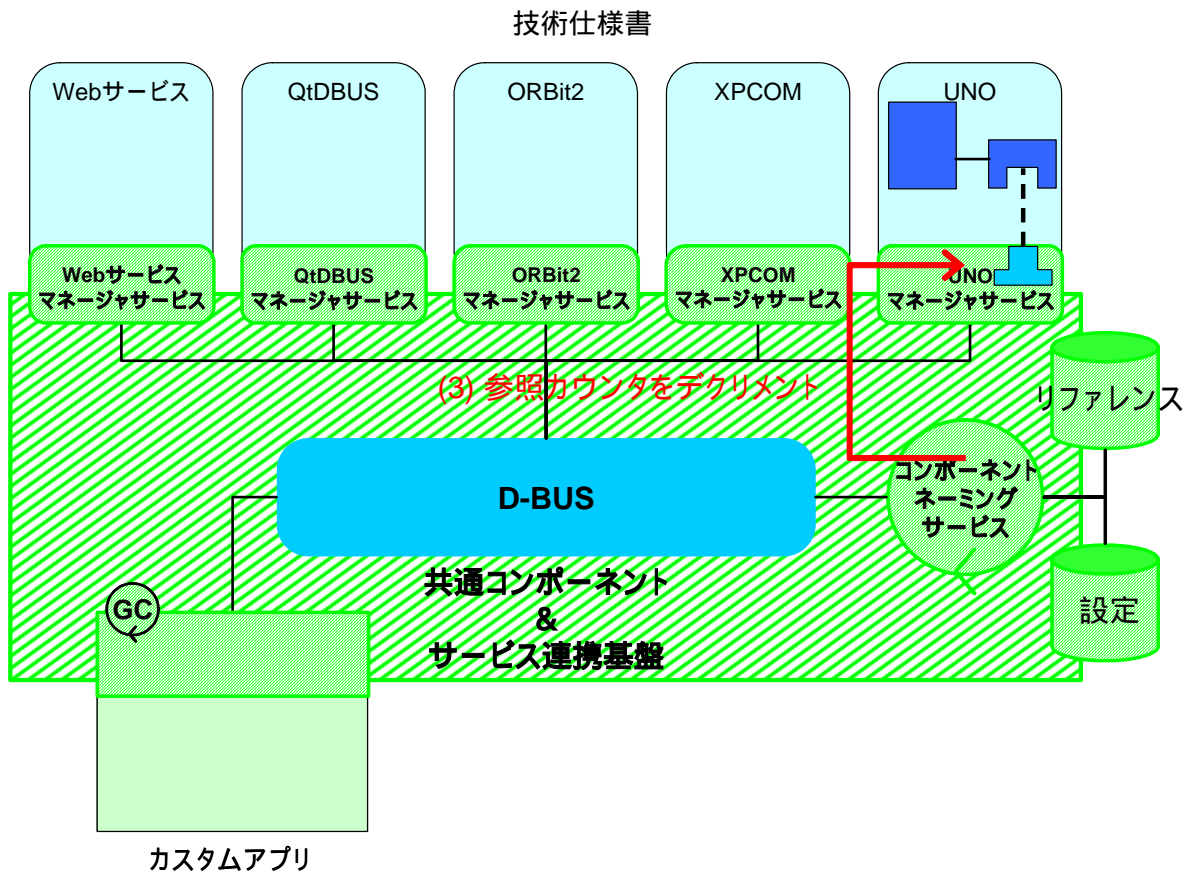 技術仕様書
Webサービス
QtDBUS
ORBit2
XPCOM
UNO
Webサービス
マネージャサービス
QtDBUS
マネージャサービス
ORBit2
マネージャサービス
XPCOM
マネージャサービス
UNO
マネージャサービス
(3) 参照カウンタをデクリメント
リファレンス
D-BUS
コンポーネント
ネーミング
サービス
共通コンポーネント
&
サービス連携基盤
設定
GC
カスタムアプリ